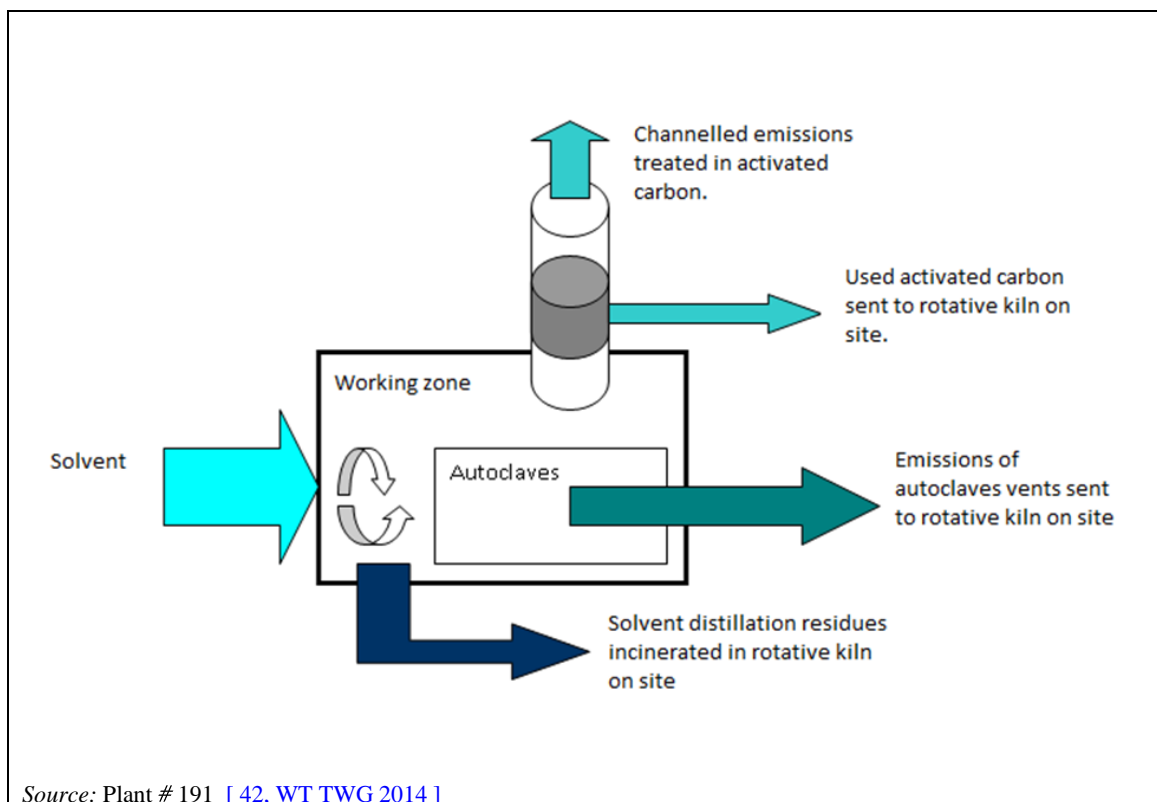 Channelled emissions
treated in activated
carbon.
Used activated carbon
sent to rotative kiln on
site.
Working zone
Solvent
Autoclaves
Emissions of
autoclaves vents sent
to rotative kiln on site
Solvent distillation residues
incinerated in rotative kiln
on site
Source: Plant # 191 [ 42, WT TWG 2014 ]